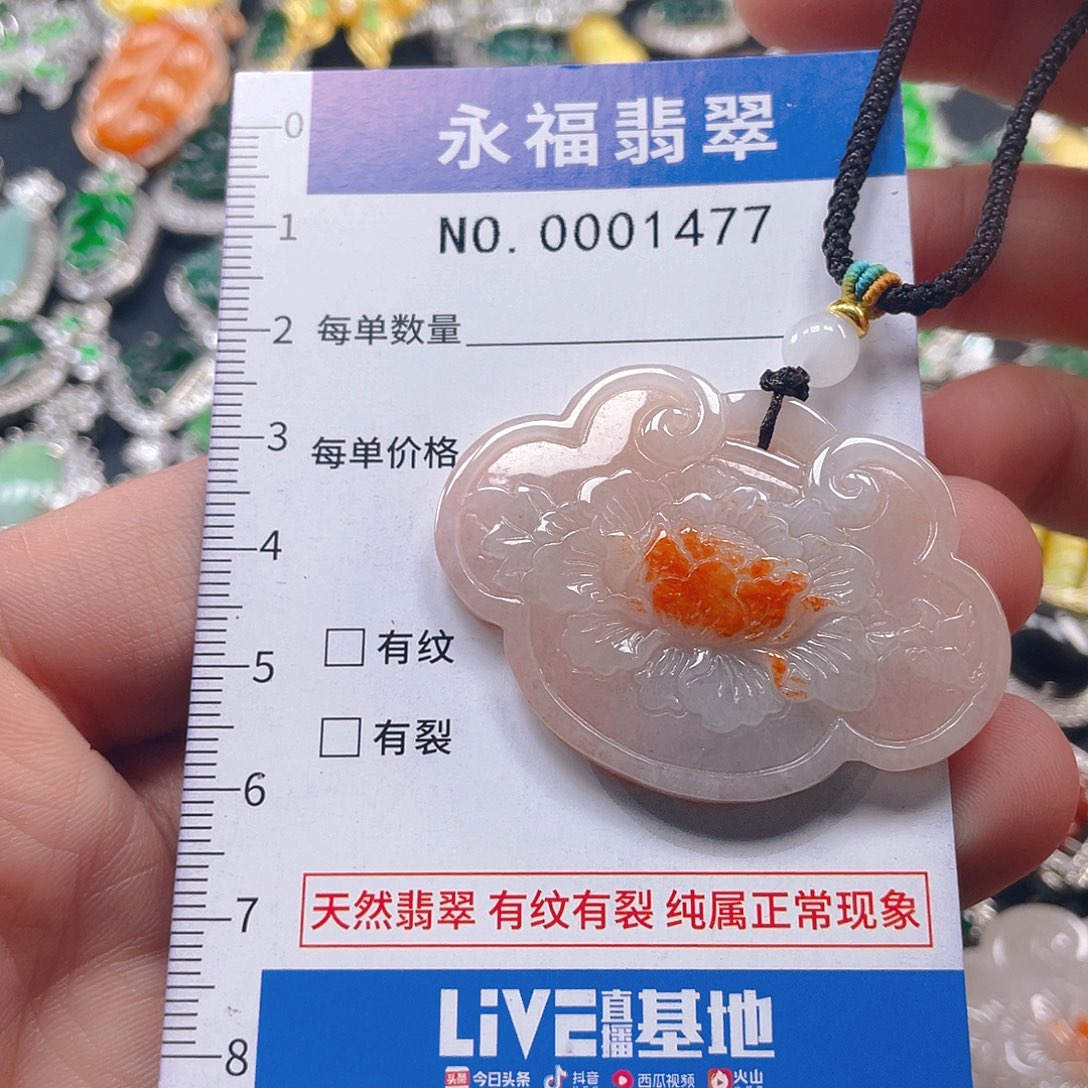 永福翡翠
NO. 0001477
每单数量
每单价格
有纹
有裂
天然翡翠 有纹有裂 纯属正常现象
LiVE直播基地
头条 今日头条 抖音 西瓜视频 火山
0
1
2
3
4
5
6
7
8